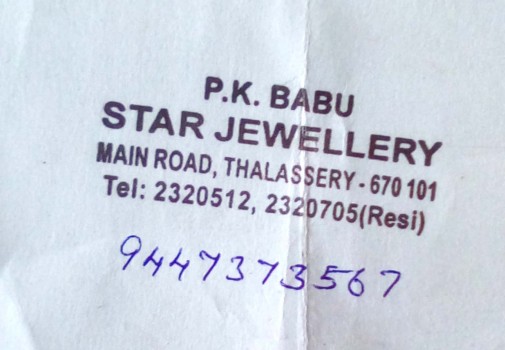 P.K. BABU
STAR JEWELLERY
MAIN ROAD, THALASSERY - 670 101
Tel: 2320512, 2320705(Resi)
9447373567